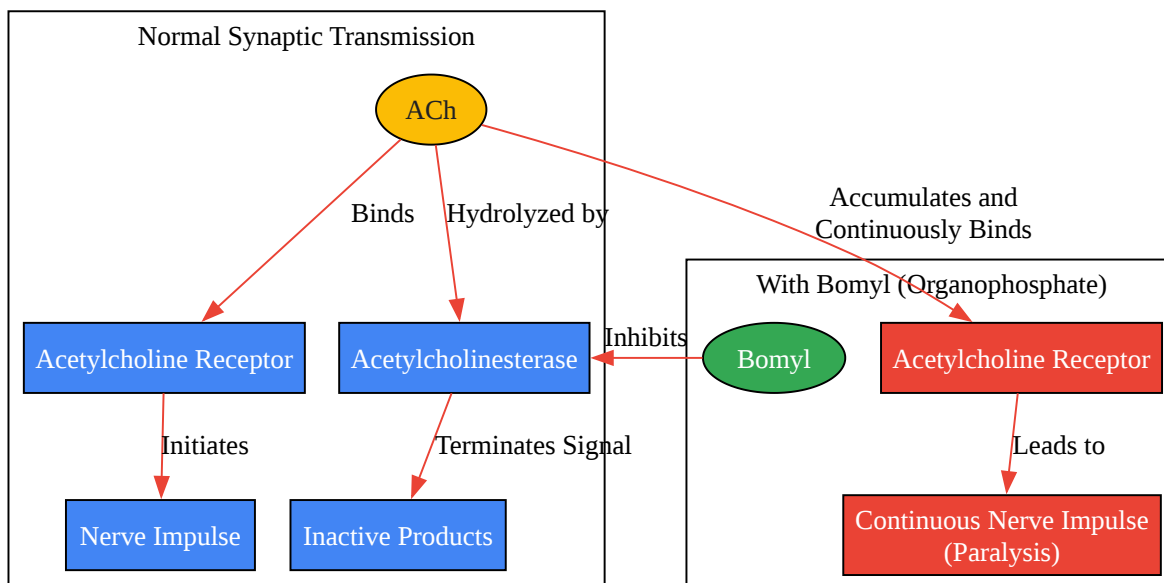 Normal Synaptic Transmission
ACh
Binds
Hydrolyzed by
Accumulates and
Continuously Binds
With Bomyl (Organophosphate)
Acetylcholine Receptor
Acetylcholinesterase
Inhibits
Bomyl
Acetylcholine Receptor
Initiates
Terminates Signal
Leads to
Nerve Impulse
Inactive Products
Continuous Nerve Impulse
(Paralysis)